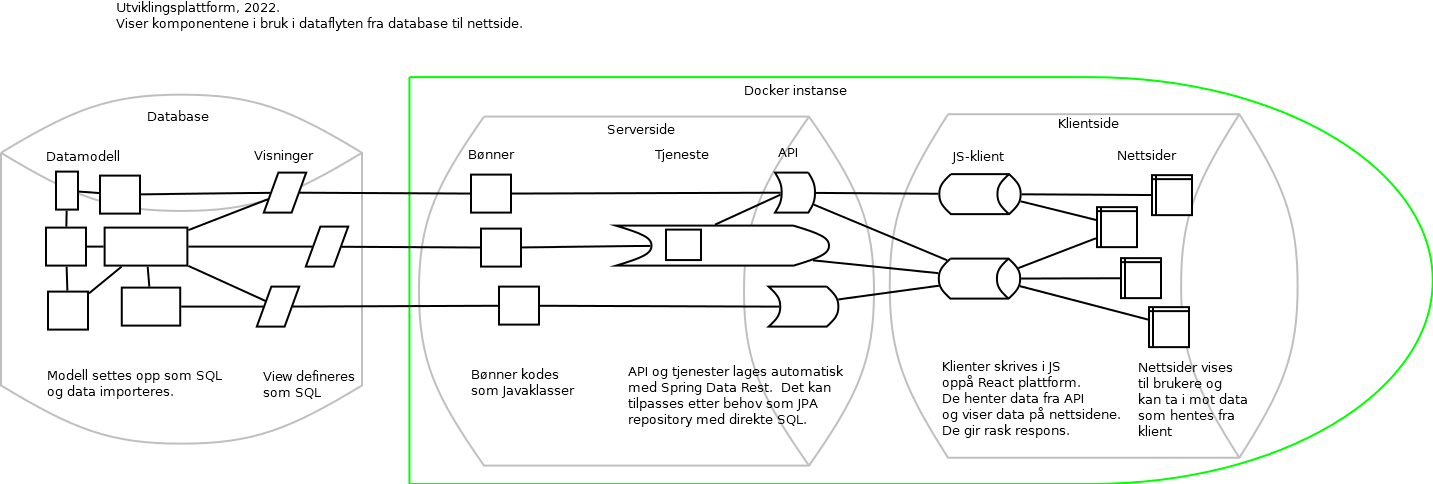 Utviklingsplattform, 2022.
Viser komponentene i bruk i dataflyten fra database til nettside.
Docker instanse
Database
Serverside
Klientside
Datamodell
Visninger
Bønner
Tjeneste
API
JS-klient
Nettsider
Modell settes opp som SQL
og data importeres.
View defineres
som SQL
Bønner kodes
som Javaklasser
API og tjenester lages automatisk
med Spring Data Rest.  Det kan
tilpasses etter behov som JPA
repository med direkte SQL.
Klienter skrives i JS
oppå React plattform.
De henter data fra API
og viser data på nettsidene.
De gir rask respons.
Nettsider vises
til brukere og
kan ta i mot data
som hentes fra
klient